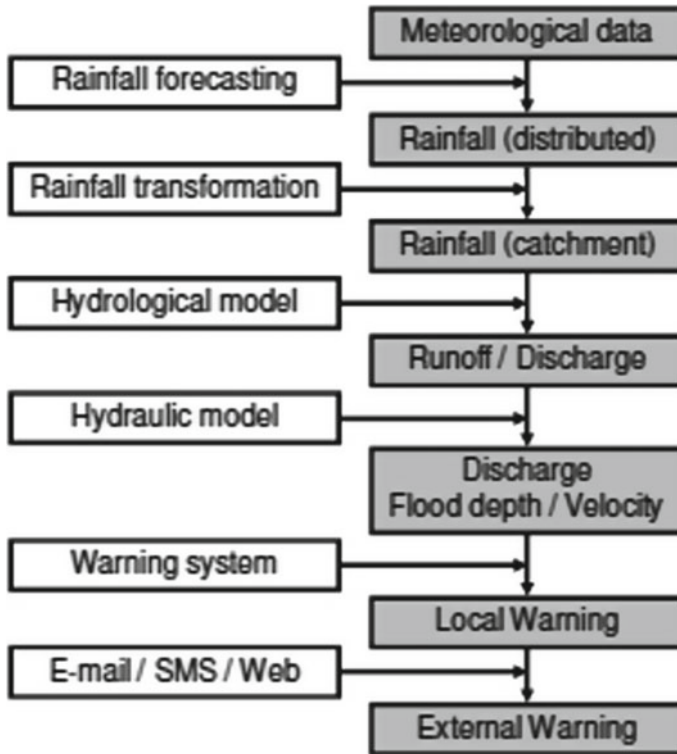 Meteorological data
Rainfall forecasting
Rainfall (distributed)
Rainfall transformation
Rainfall (catchment)
Hydrological model
Runoff / Discharge
Hydraulic model
Discharge
Flood depth / Velocity
Warning system
Local Warning
E-mail / SMS / Web
External Warning